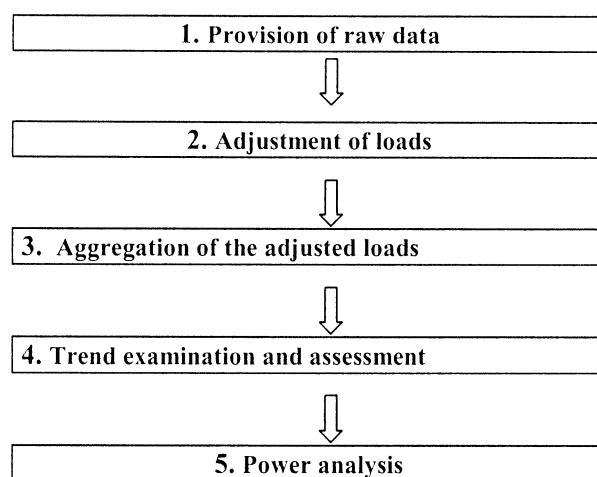 1. Provision of raw data
2. Adjustment of loads
3. Aggregation of the adjusted loads
4. Trend examination and assessment
5. Power analysis